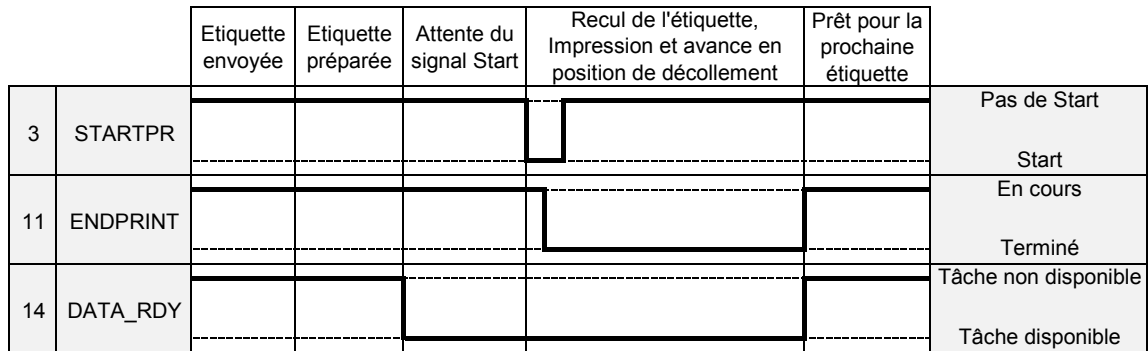 Etiquette
envoyée
Etiquette
préparée
Attente du
signal Start
Recul de l'étiquette,
Impression et avance en
position de décollement
Prêt pour la
prochaine
étiquette
3
STARTPR
Pas de Start
Start
11
ENDPRINT
En cours
Terminé
14
DATA_RDY
Tâche non disponible
Tâche disponible